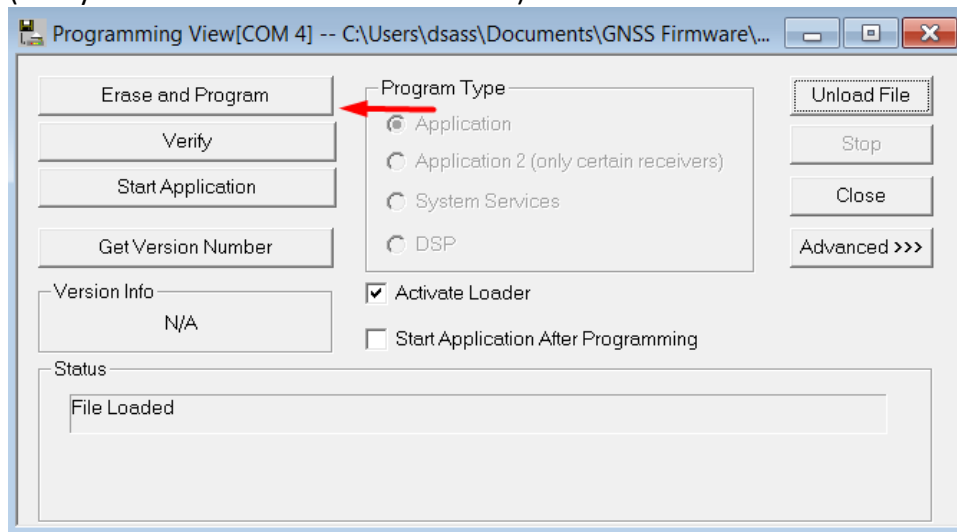 Programming View[COM 4] -- C:\Users\dsass\Documents\GNSS Firmware\...
Erase and Program
Verify
Start Application
Get Version Number
Version Info
N/A
Program Type
Application
Application 2 (only certain receivers)
System Services
DSP
Activate Loader
Start Application After Programming
Unload File
Stop
Close
Advanced >>>
Status
File Loaded